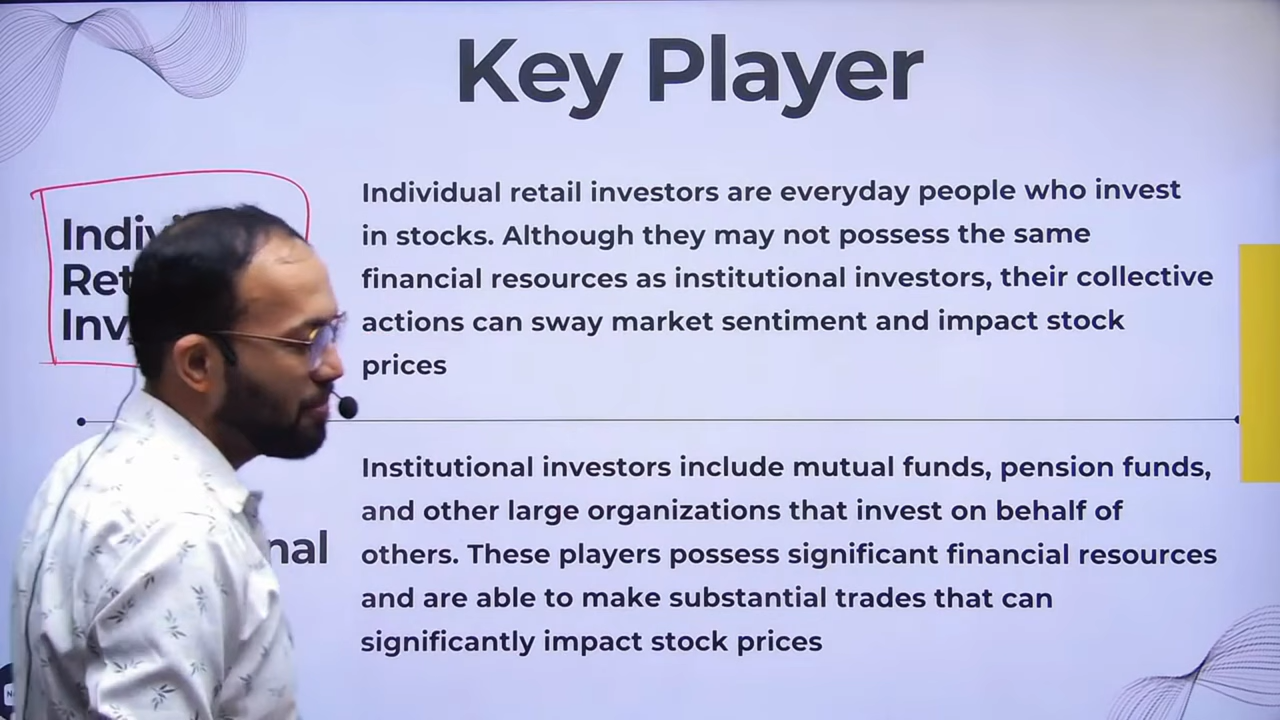 Key Player
Individual retail investors are everyday people who invest
in stocks. Although they may not possess the same
financial resources as institutional investors, their collective
actions can sway market sentiment and impact stock
prices
Institutional investors include mutual funds, pension funds,
and other large organizations that invest on behalf of
others. These players possess significant financial resources
and are able to make substantial trades that can
significantly impact stock prices